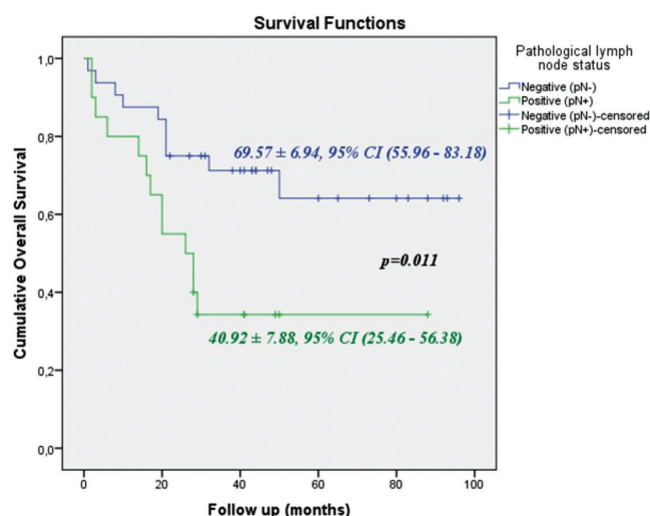 Survival Functions
Pathological lymph
node status
Negative (pN-)
Positive (pN+)
Negative (pN-)-censored
Positive (pN+)-censored
Cumulative Overall Survival
1,0
0,8
0,6
0,4
0,2
0,0
69.57 ± 6.94, 95% CI (55.96 - 83.18)
p=0.011
40.92 ± 7.88, 95% CI (25.46 - 56.38)
0 20 40 60 80 100
Follow up (months)